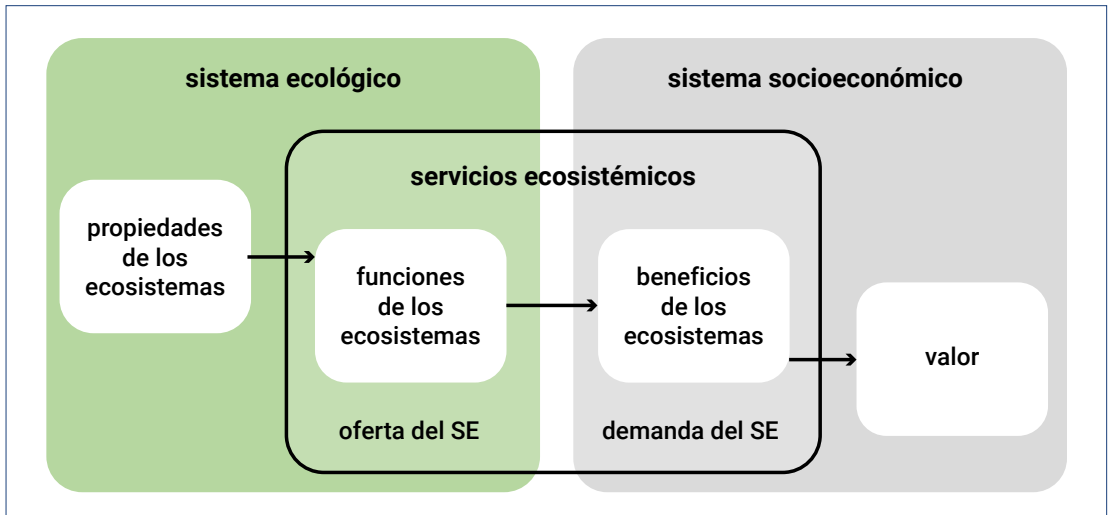 sistema ecológico
sistema socioeconómico
servicios ecosistémicos
propiedades
de los
ecosistemas
funciones
de los
ecosistemas
beneficios
de los
ecosistemas
valor
oferta del SE
demanda del SE